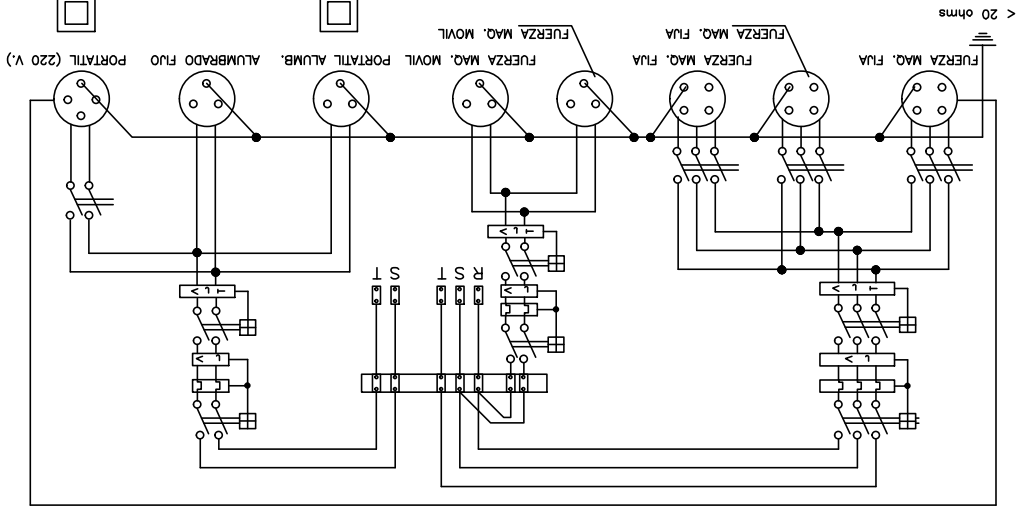 R S T S T
FUERZA MAQ. FIJA
FUERZA MAQ. FIJA
FUERZA MAQ. MOVIL
PORTATIL ALUMB.
ALUMBRADO FIJO
PORTATIL (220 V.)
FUERZA MAQ. FIJA
FUERZA MAQ. MOVIL
< 20 ohms